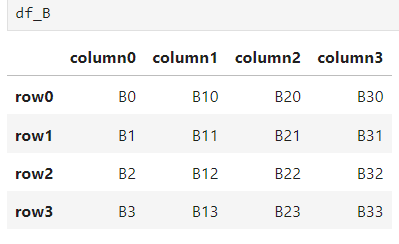 df_B
column0 column1 column2 column3
row0 B0 B10 B20 B30
row1 B1 B11 B21 B31
row2 B2 B12 B22 B32
row3 B3 B13 B23 B33